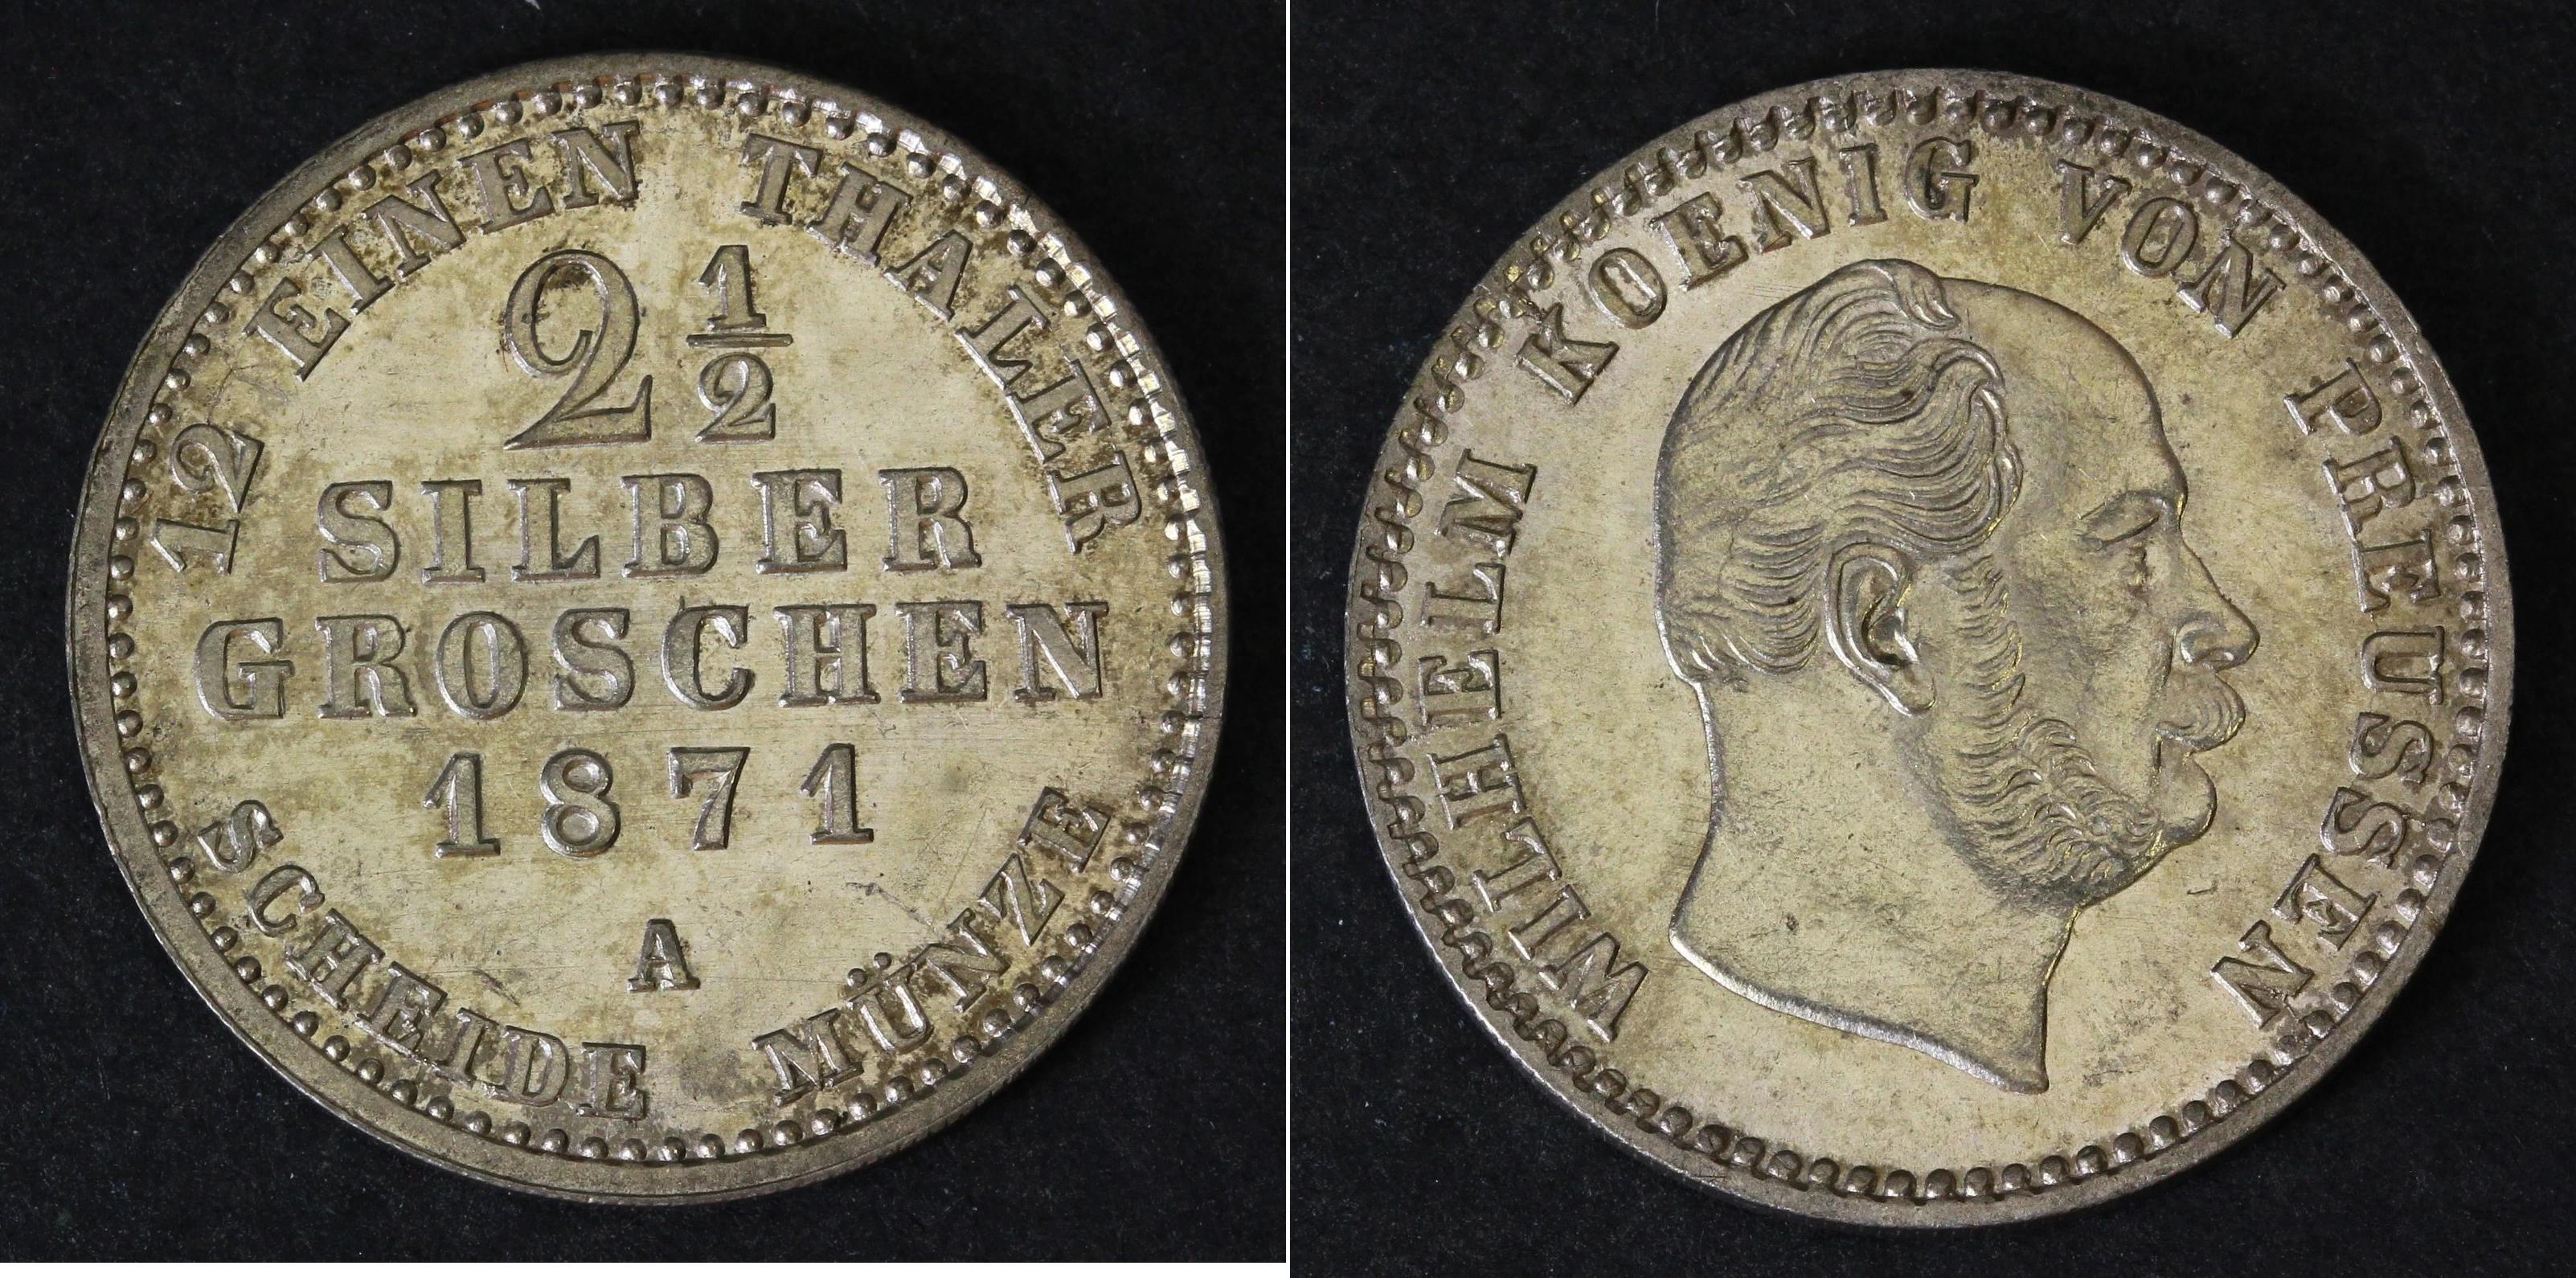 12 EINEN THALER
2 1/2
SILBER
GROSCHEN
1871
A
SCHEIDE MÜNZE
WILHELM KOENIG VON PREUSSEN